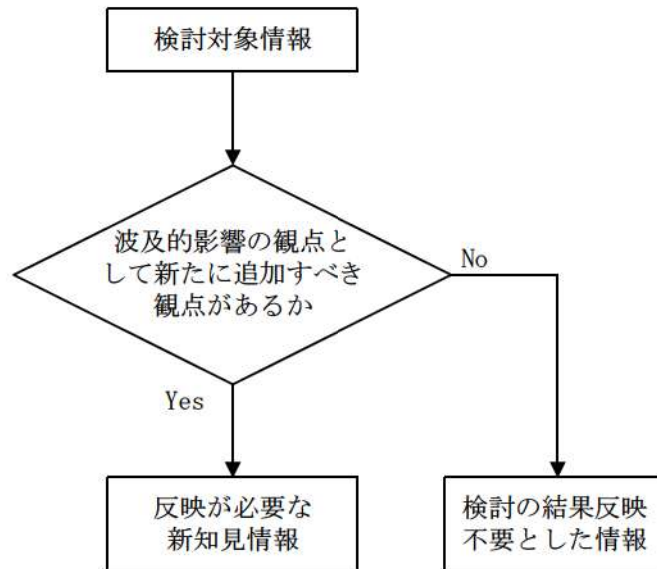 検討対象情報
波及的影響の観点と
して新たに追加すべき
観点があるか
No
Yes
反映が必要な
新知見情報
検討の結果反映
不要とした情報